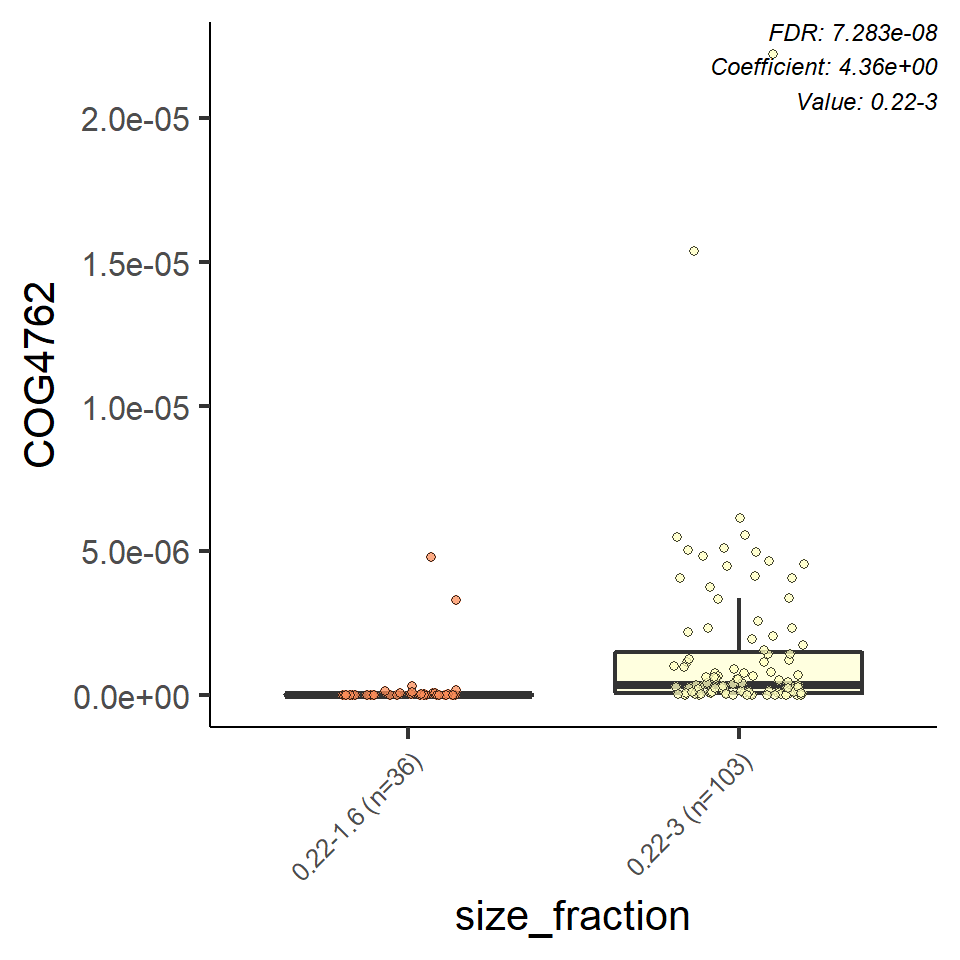 FDR: 7.283e-08
Coefficient: 4.36e+00
Value: 0.22-3
COG4762
2.0e-05
1.5e-05
1.0e-05
5.0e-06
0.0e+00
0.22-1.6 (n=36)
0.22-3 (n=103)
size_fraction